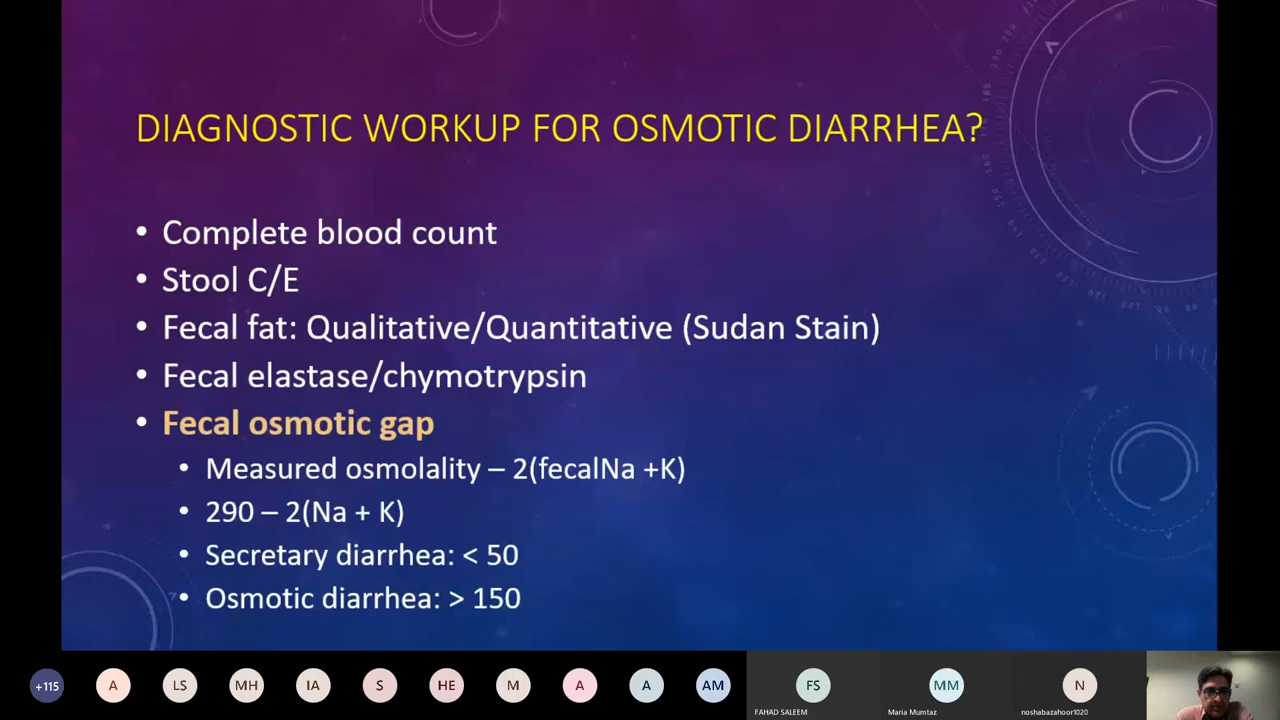 DIAGNOSTIC WORKUP FOR OSMOTIC DIARRHEA?
• Complete blood count
• Stool C/E
• Fecal fat: Qualitative/Quantitative (Sudan Stain)
• Fecal elastase/chymotrypsin
• Fecal osmotic gap
• Measured osmolality – 2(fecalNa +K)
• 290 – 2(Na + K)
• Secretary diarrhea: < 50
• Osmotic diarrhea: > 150
+115 A LS MH IA S HE M A A AM FS MM N
FAHAD SALEEM Maria Mumtaz noshabazahoor1020